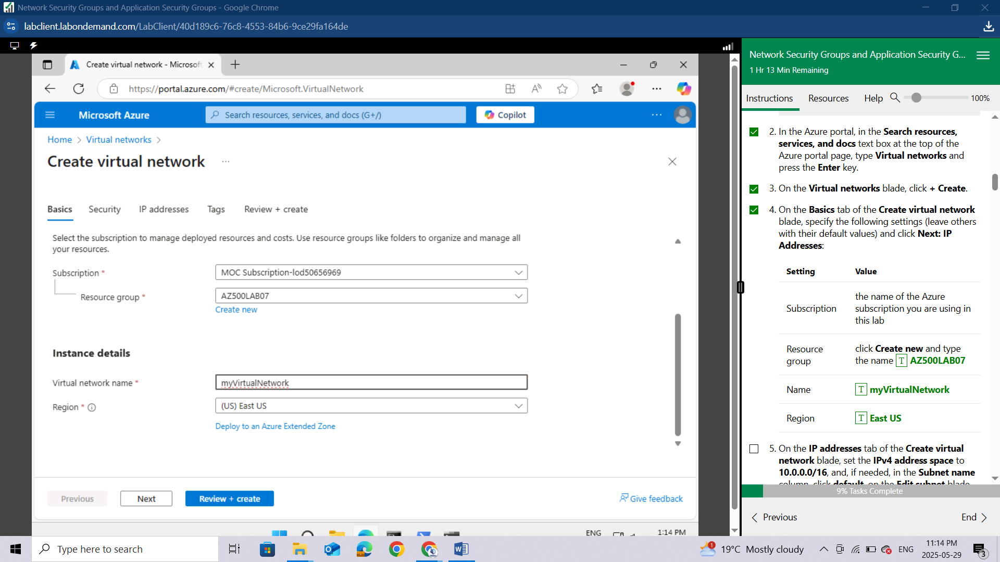 Network Security Groups and Application Security Groups - Google Chrome
labclient.labondemand.com/LabClient/40d189c6-76c8-4553-84b6-9ce29fa164de
Create virtual network - Microsoft
https://portal.azure.com/#create/Microsoft.VirtualNetwork
Microsoft Azure
Search resources, services, and docs (G+/)
Copilot
Home > Virtual networks >
Create virtual network ...
Basics
Security
IP addresses
Tags
Review + create
Select the subscription to manage deployed resources and costs. Use resource groups like folders to organize and manage all
your resources.
Subscription *
MOC Subscription-lod50656969
Resource group *
AZ500LAB07
Create new
Instance details
Virtual network name *
myVirtualNetwork
Region *
(US) East US
Deploy to an Azure Extended Zone
Previous
Next
Review + create
Give feedback
ENG
1:14 PM
Network Security Groups and Application Security G...
1 Hr 13 Min Remaining
Instructions
Resources
Help
100%
2. In the Azure portal, in the Search resources,
services, and docs text box at the top of the
Azure portal page, type Virtual networks and
press the Enter key.
3. On the Virtual networks blade, click + Create.
4. On the Basics tab of the Create virtual network
blade, specify the following settings (leave others
with their default values) and click Next: IP
Addresses:
Setting Value
Subscription
the name of the Azure
subscription you are using in
this lab
Resource
group
click Create new and type
the name T AZ500LAB07
Name
T myVirtualNetwork
Region
T East US
5. On the IP addresses tab of the Create virtual
network blade, set the IPv4 address space to
10.0.0.0/16, and, if needed, in the Subnet name
column, click default, on the Edit subnet blade,
9% Tasks Complete
Previous
End
Type here to search
1
19°C Mostly cloudy
ENG
11:14 PM
2025-05-29
3